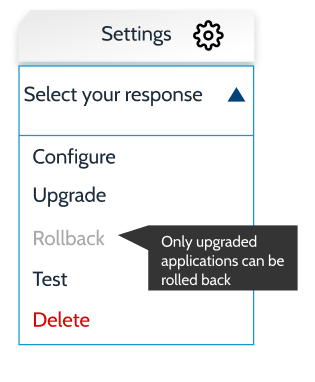 Settings
Select your response
Configure
Upgrade
Rollback
Only upgraded
applications can be
rolled back
Test
Delete